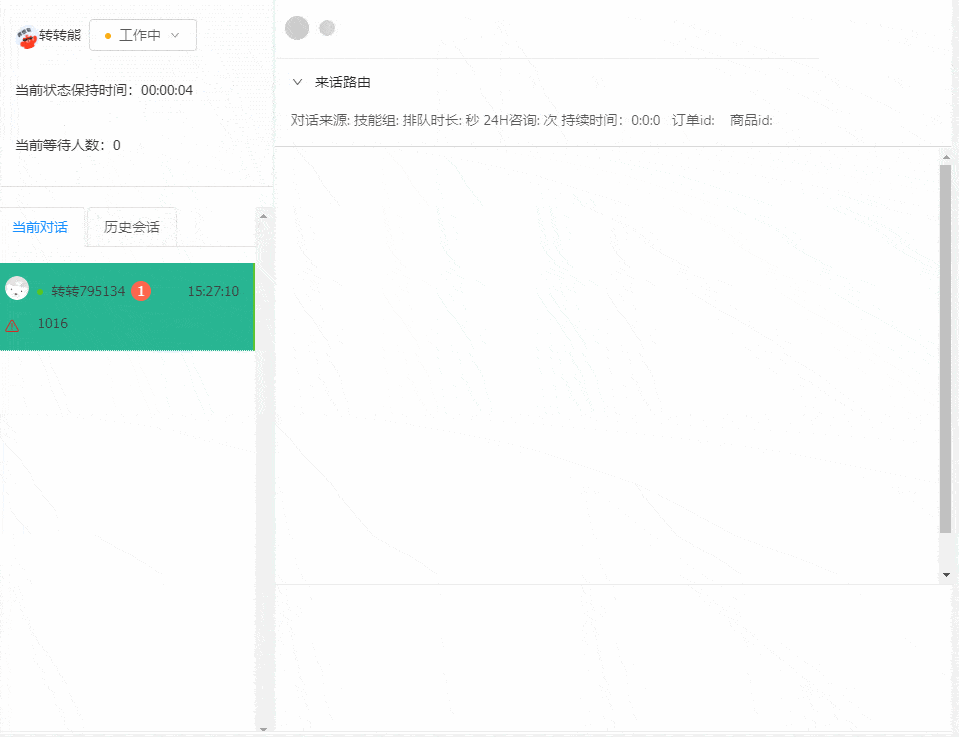 转转熊 工作中
当前状态保持时间：00:00:04
当前等待人数：0
当前对话 历史会话
转转795134 1 15:27:10
1016
来话路由
对话来源: 技能组: 排队时长: 秒 24H咨询: 次 持续时间：0:0:0 订单id: 商品id: